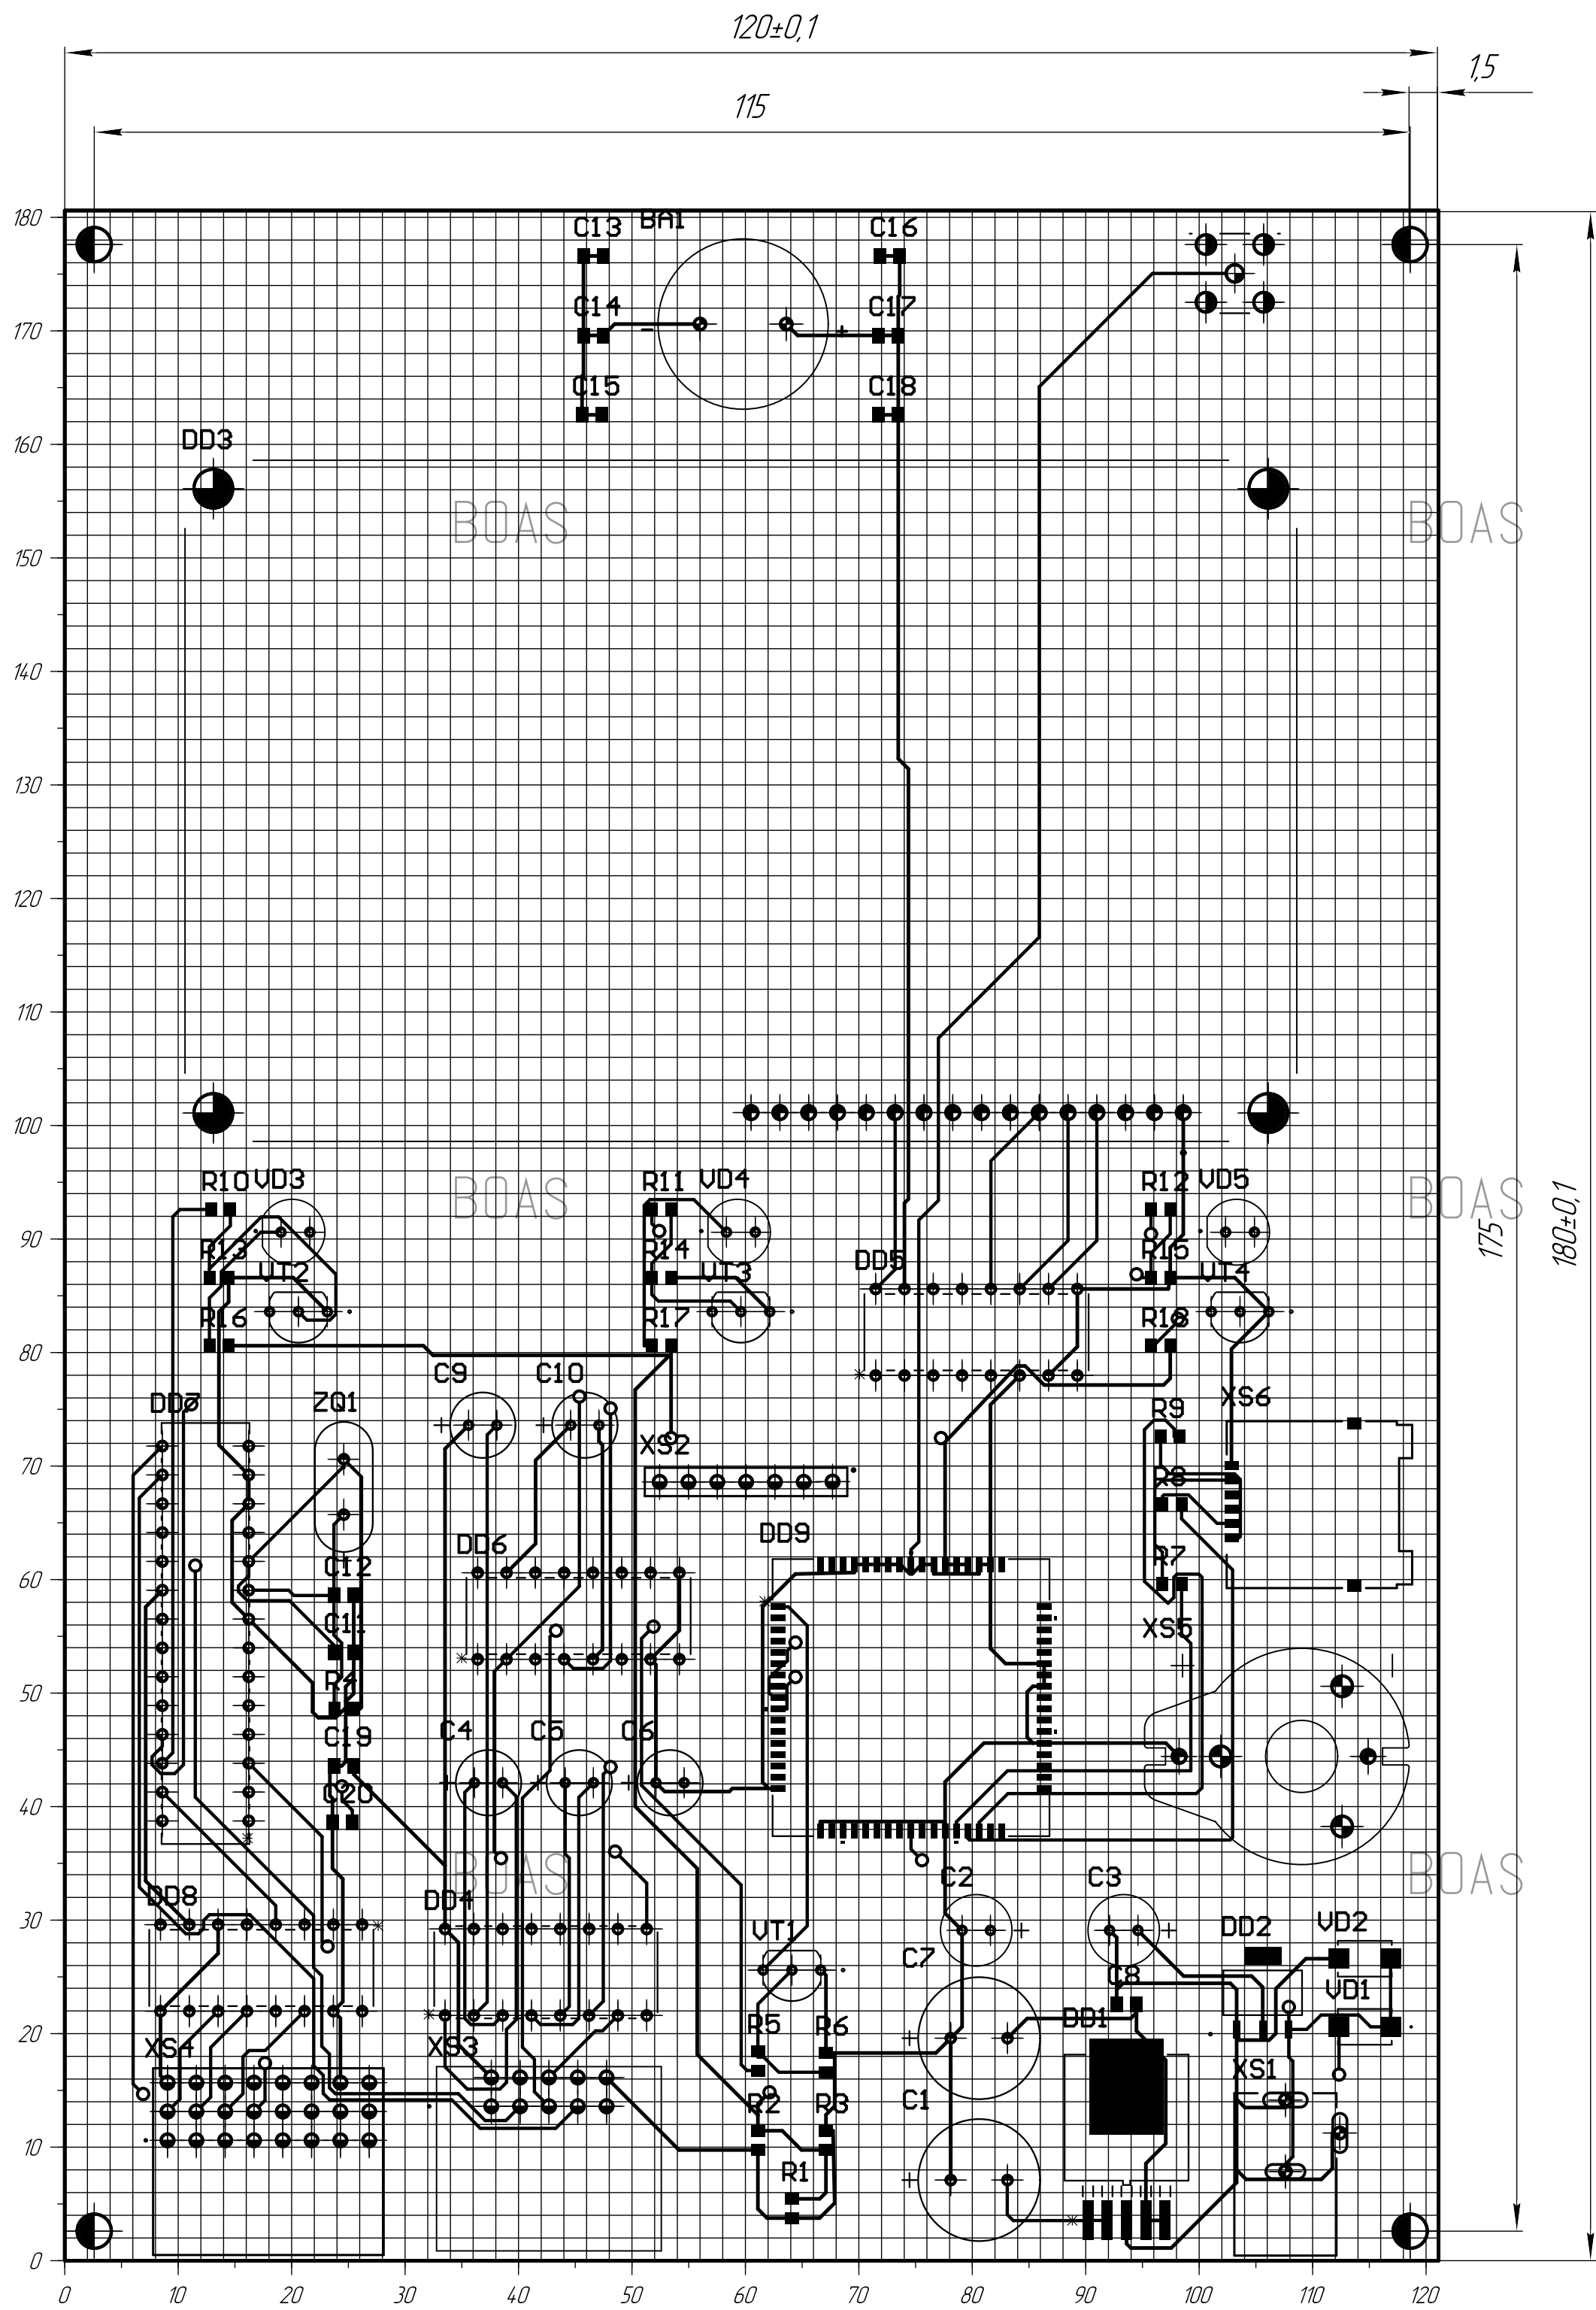 120±0,1
1,5
115
180
C13
BA1
C16
C14
C17
170
-
+
C15
C18
160
DD3
BOAS
BOAS
150
140
130
120
110
100
R10
VD3
BOAS
R11
VD4
R12
VD5
BOAS
175
180±0,1
90
R13
VT2
R14
VT3
DD5
R15
VT4
R16
R17
R18
80
C9
C10
DD7
ZQ1
XS2
R9
XS6
70
R8
DD6
DD9
C12
R7
60
C11
XS5
50
R4
C19
C4
C5
C6
C20
40
DD8
DD4
BOAS
C2
C3
BOAS
30
VT1
C7
DD2
VD2
C8
VD1
20
XS4
XS3
R5
R6
DD1
XS1
R2
R3
C1
10
R1
0
0
10
20
30
40
50
60
70
80
90
100
110
120